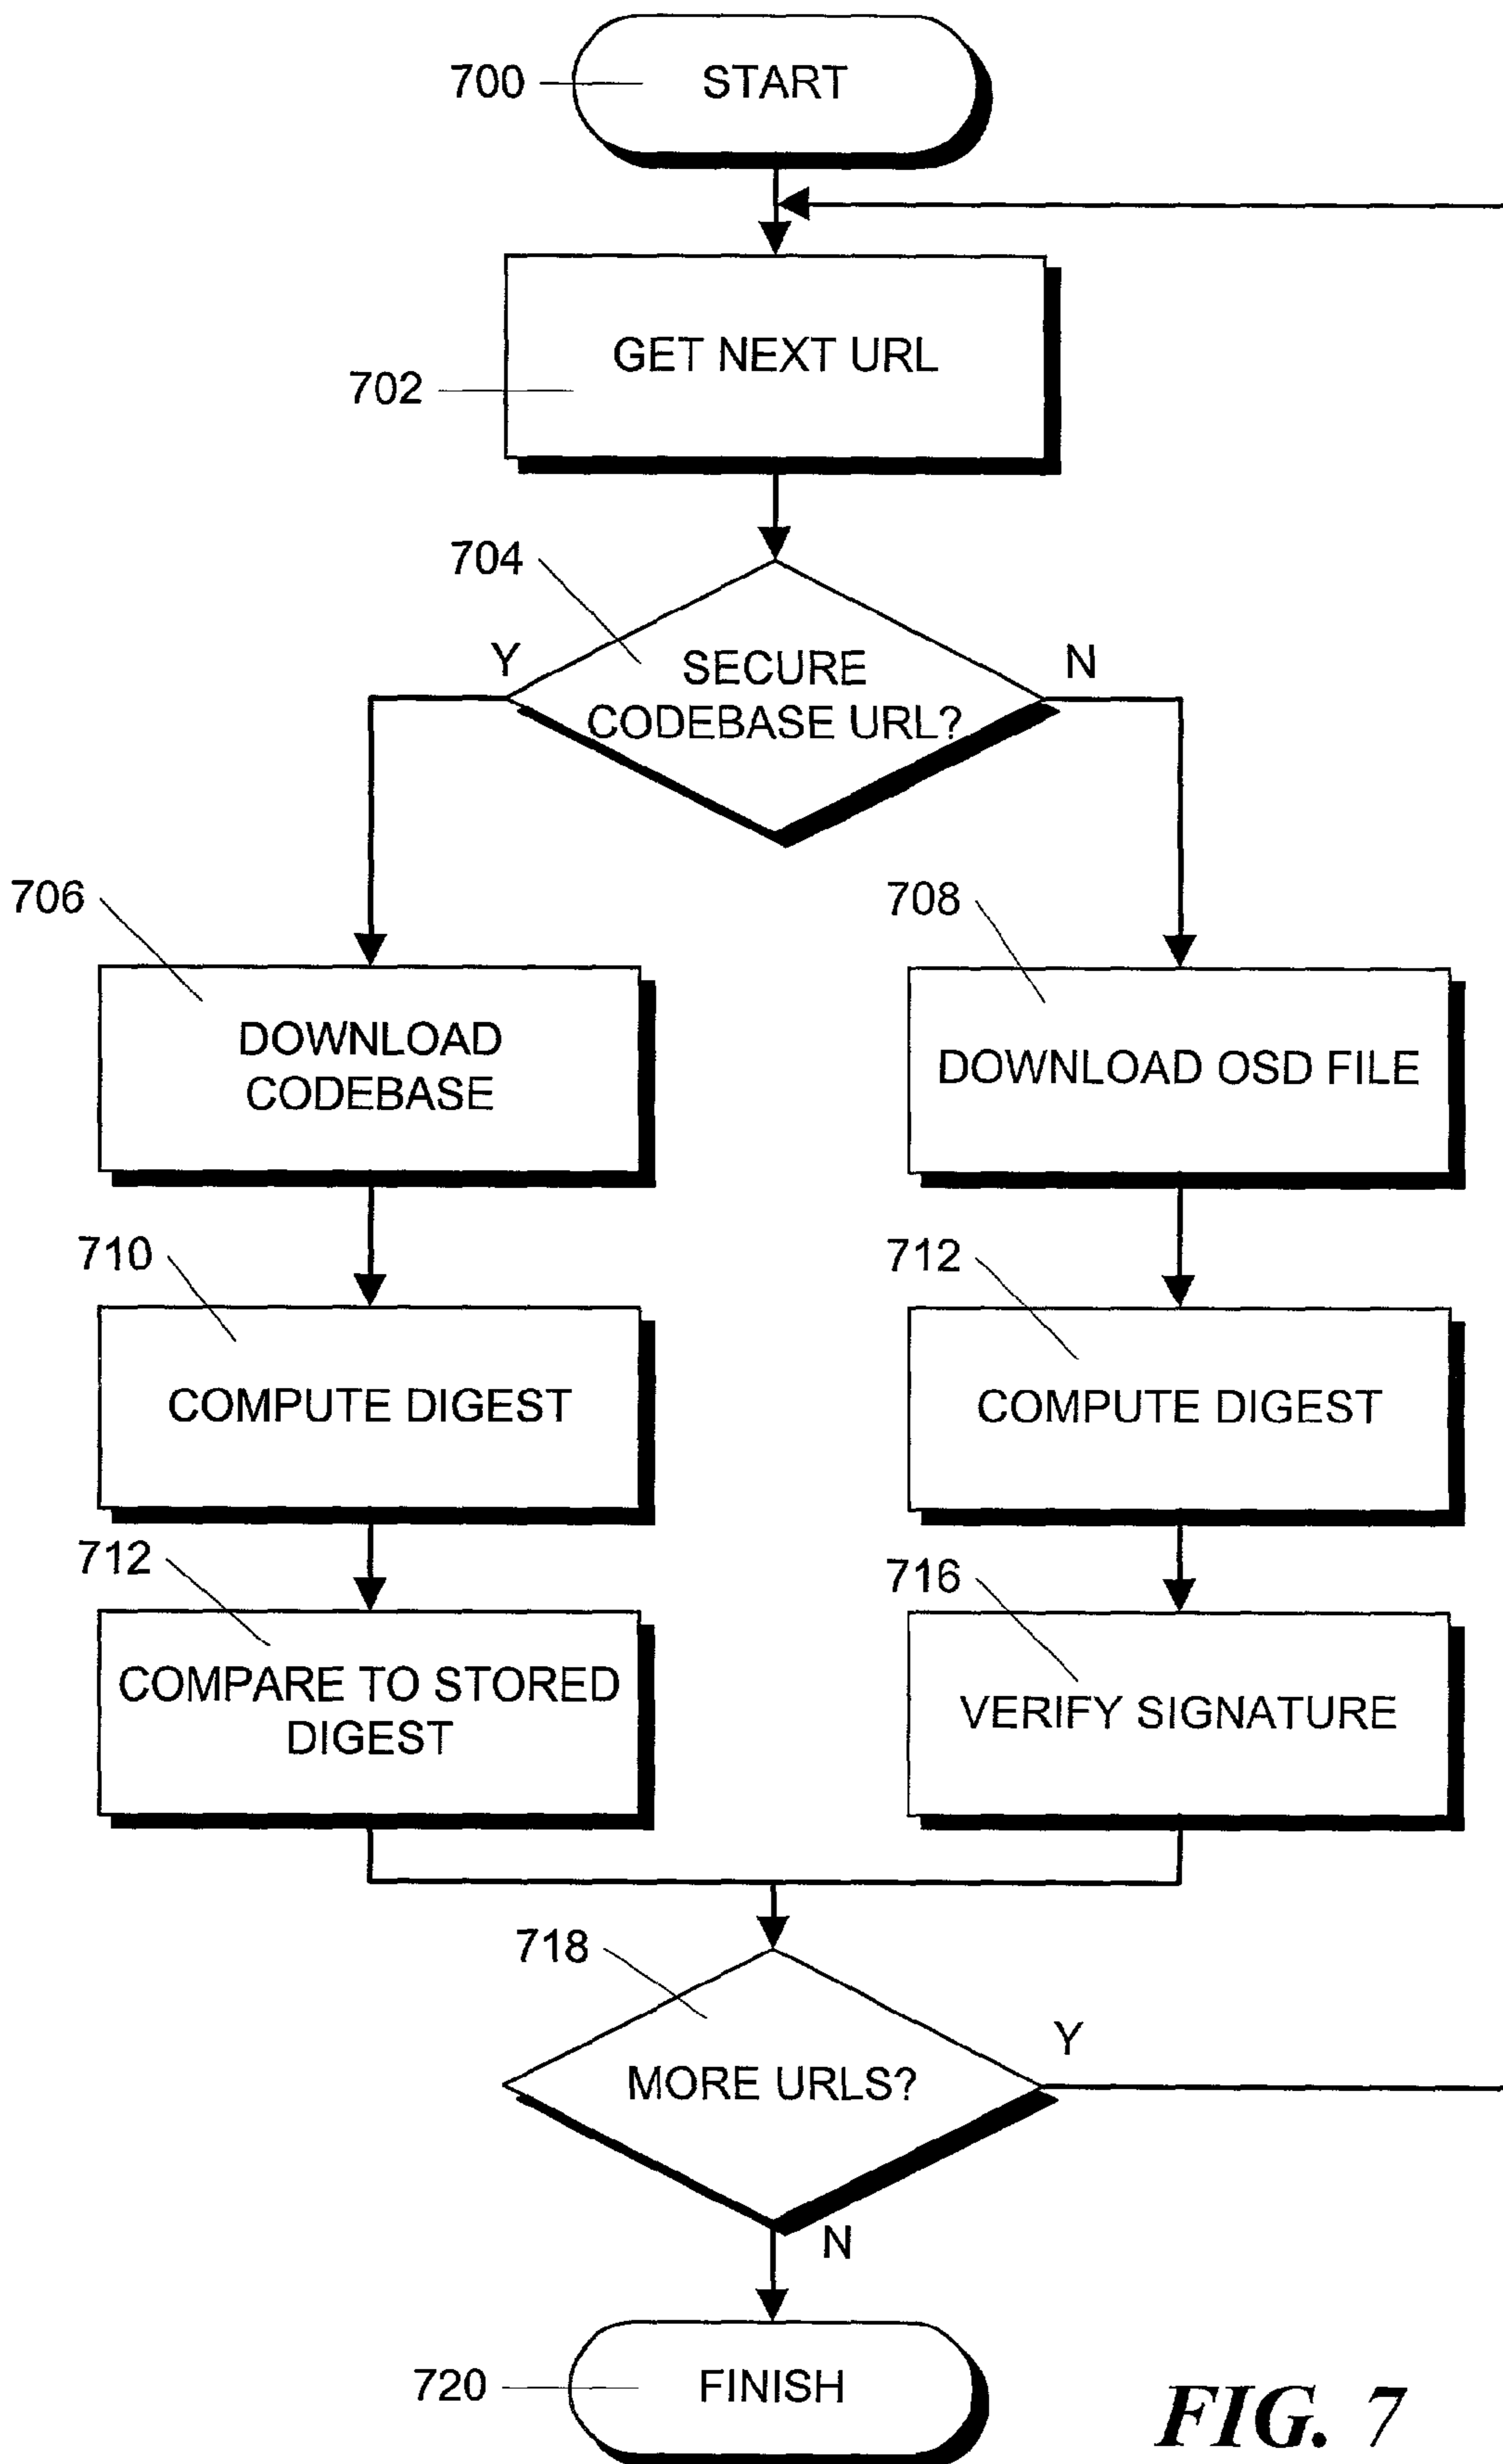 700
START
GET NEXT URL
702
704
Y
N
SECURE
CODEBASE URL?
706
708
DOWNLOAD
CODEBASE
DOWNLOAD OSD FILE
710
712
COMPUTE DIGEST
COMPUTE DIGEST
712
716
COMPARE TO STORED
DIGEST
VERIFY SIGNATURE
718
Y
MORE URLS?
N
720
FINISH
FIG. 7